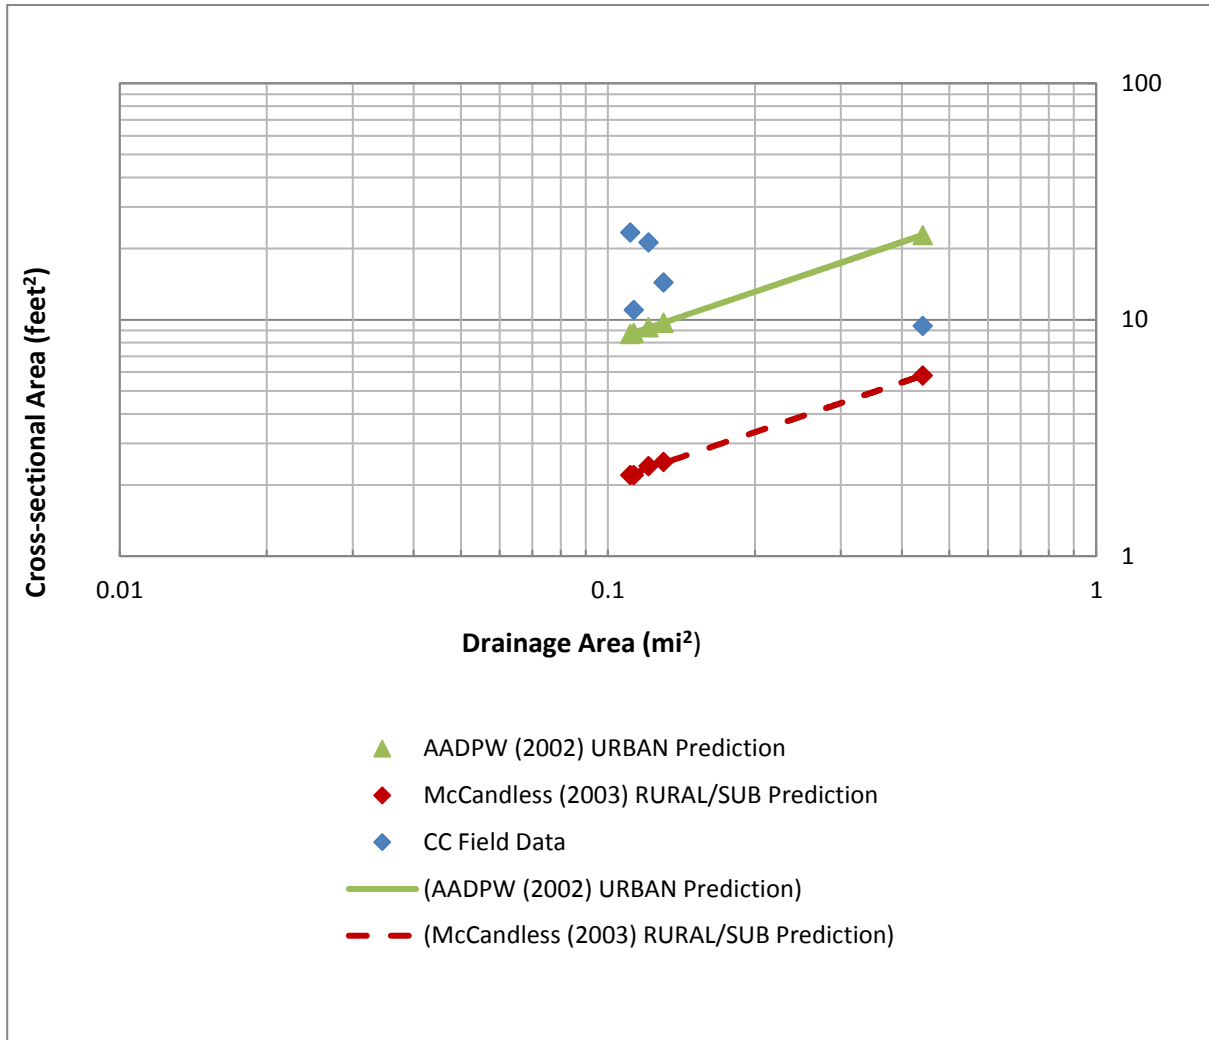 100
10
1
0.01
0.1
1
Cross-sectional Area (feet²)
Drainage Area (mi²)
AADPW (2002) URBAN Prediction
McCandless (2003) RURAL/SUB Prediction
CC Field Data
(AADPW (2002) URBAN Prediction)
(McCandless (2003) RURAL/SUB Prediction)